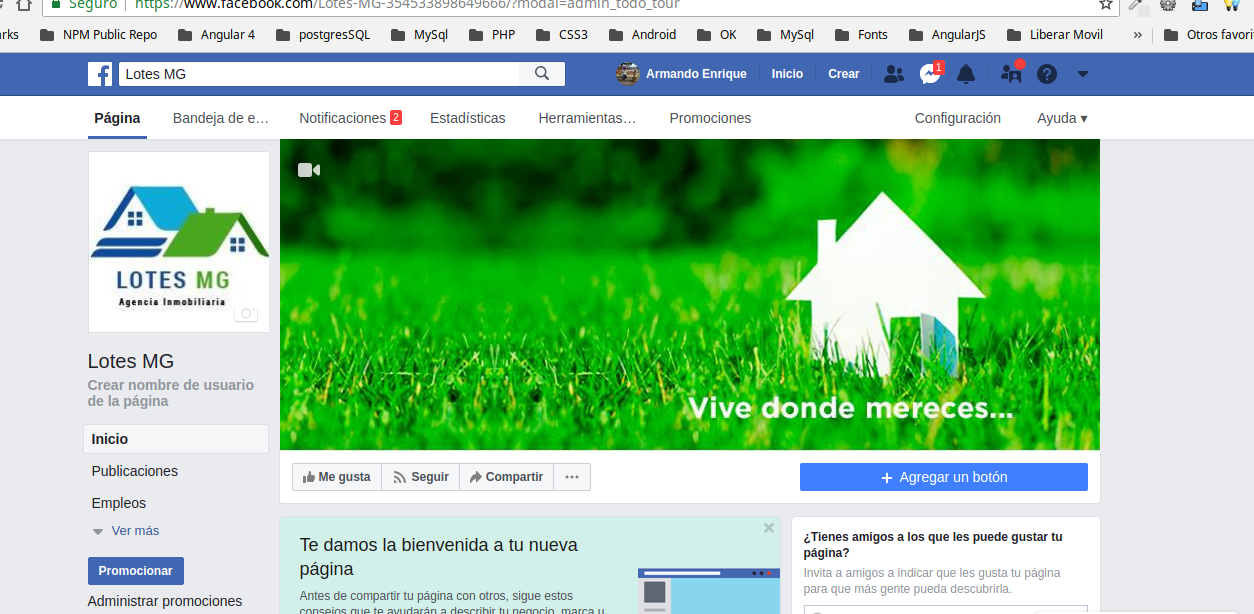 Seguro https://www.facebook.com/Lotes-MG-354533898649666/?modal=admin_todo_tour
rks NPM Public Repo Angular 4 postgresSQL MySql PHP CSS3 Android OK MySql Fonts AngularJS Liberar Movil » Otros favori
Lotes MG Armando Enrique Inicio Crear 1
Página Bandeja de e... Notificaciones 2 Estadísticas Herramientas... Promociones Configuración Ayuda ▾
LOTES MG
Agencia Inmobiliaria
Vive donde mereces...
Lotes MG
Crear nombre de usuario
de la página
Inicio
Publicaciones
Empleos
Ver más
Promocionar
Administrar promociones
Me gusta Seguir Compartir ... + Agregar un botón
Te damos la bienvenida a tu nueva
página
Antes de compartir tu página con otros, sigue estos
consejos que te ayudarán a describir tu negocio, marca u
¿Tienes amigos a los que les puede gustar tu
página?
Invita a amigos a indicar que les gusta tu página
para que más gente pueda descubrirla.